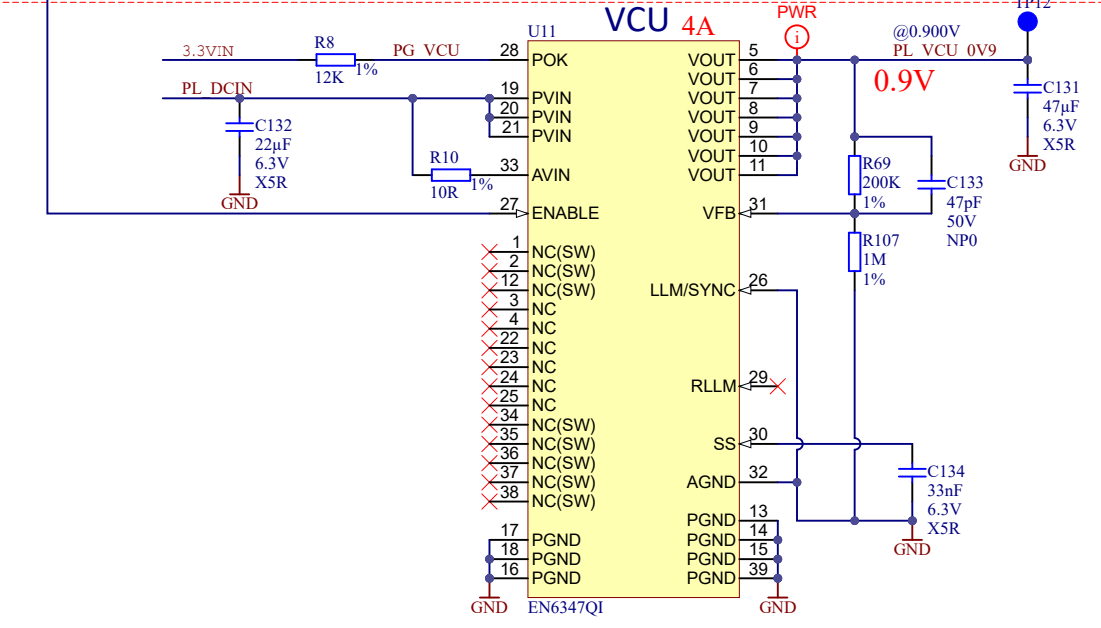 TP12
VCU 4A
PWR
i
U11
@0.900V
PL_VCU_0V9
0.9V
3.3VIN
R8
12K
1%
PG_VCU
28
POK
PL_DCIN
C132
22µF
6.3V
X5R
GND
19
PVIN
20
PVIN
21
PVIN
R10
10R
1%
33
AVIN
27
ENABLE
1
NC(SW)
2
NC(SW)
12
NC(SW)
3
NC
4
NC
22
NC
23
NC
24
NC
25
NC
34
NC(SW)
35
NC(SW)
36
NC(SW)
37
NC(SW)
38
NC(SW)
17
PGND
18
PGND
16
PGND
GND
EN6347QI
VOUT
5
VOUT
6
VOUT
7
VOUT
8
VOUT
9
VOUT
10
VOUT
11
VFB
31
LLM/SYNC
26
RLLM
29
SS
30
AGND
32
PGND
13
PGND
14
PGND
15
PGND
39
GND
R69
200K
1%
C133
47pF
50V
NP0
R107
1M
1%
C131
47µF
6.3V
X5R
GND
C134
33nF
6.3V
X5R
GND